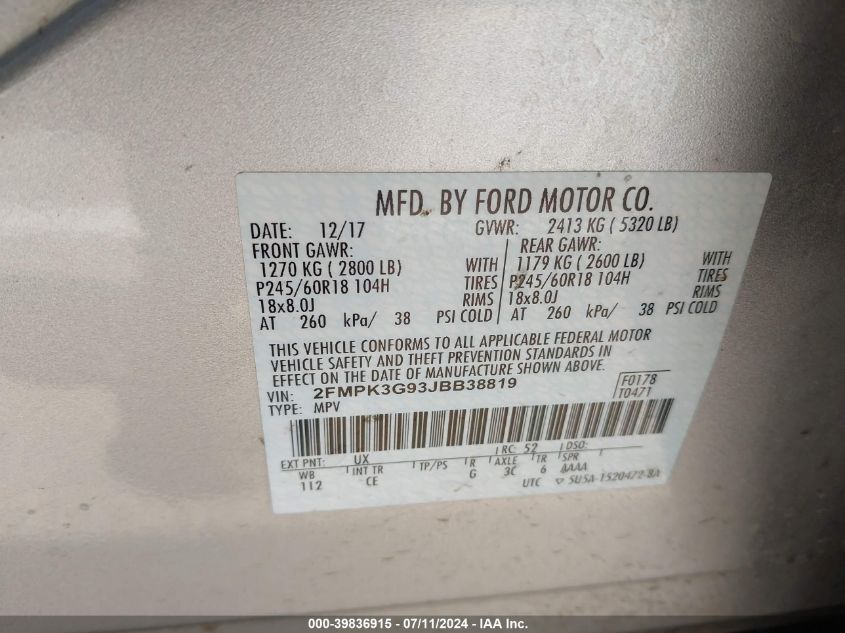 MFD. BY FORD MOTOR CO.
DATE: 12/17 GVWR: 2413 KG ( 5320 LB)
FRONT GAWR: REAR GAWR:
1270 KG ( 2800 LB) WITH 1179 KG ( 2600 LB) WITH
P245/60R18 104H TIRES P245/60R18 104H TIRES
18x8.0J RIMS 18x8.0J RIMS
AT 260 kPa/ 38 PSI COLD AT 260 kPa/ 38 PSI COLD
THIS VEHICLE CONFORMS TO ALL APPLICABLE FEDERAL MOTOR
VEHICLE SAFETY AND THEFT PREVENTION STANDARDS IN
EFFECT ON THE DATE OF MANUFACTURE SHOWN ABOVE.
VIN: 2FMPK3G93JBB38819 F0178
TYPE: MPV T0471
EXT PNT: UX RC: 52 DSO:
WB INT TR TP/PS R AXLE TR SPR
112 CE G 3C 6 AAAA
UTC ▽ 5U5A-1520472-BA
000-39836915 - 07/11/2024 - IAA Inc.